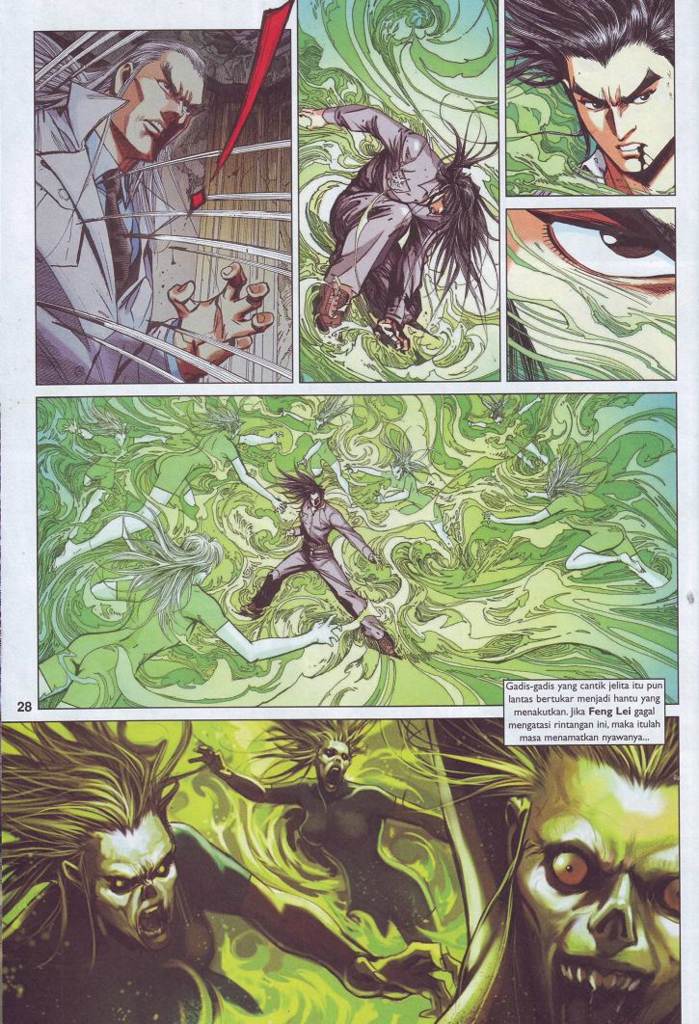 28
Gadis-gadis yang cantik jelita itu pun
lantas bertukar menjadi hantu yang
menakutkan. Jika Feng Lei gagal
mengatasi rintangan ini, maka itulah
masa menamatkan nyawanya...